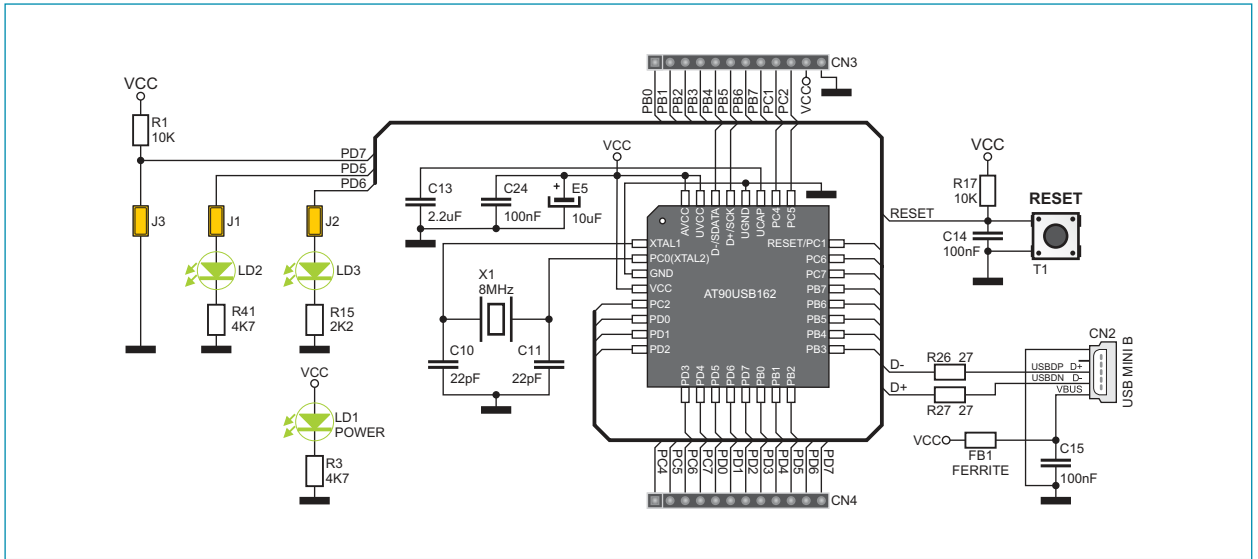 CN3
PB0
PB1
PB2
PB3
PB4
PB5
PB6
PB7
PC1
PC2
VCC
VCC
R1
10K
PD7
PD5
PD6
J3
J1
J2
LD2
LD3
R41
4K7
R15
2K2
VCC
LD1
POWER
R3
4K7
VCC
C13
2.2uF
C24
100nF
+
E5
10uF
X1
8MHz
C10
22pF
C11
22pF
AVCC
UVCC
D-/SDATA
D+/SCK
UGND
UCAP
PC4
PC5
XTAL1
PC0(XTAL2)
GND
VCC
PC2
PD0
PD1
PD2
AT90USB162
RESET/PC1
PC6
PC7
PB7
PB6
PB5
PB4
PB3
PD3
PD4
PD5
PD6
PD7
PB0
PB1
PB2
PC4
PC5
PC6
PC7
PD0
PD1
PD2
PD3
PD4
PD5
PD6
PD7
CN4
VCC
R17
10K
RESET
RESET
C14
100nF
T1
CN2
D-
R26 27
USBDP D+
D+
R27 27
USBDN D-
VBUS
USB MINI B
VCC
FB1
FERRITE
C15
100nF